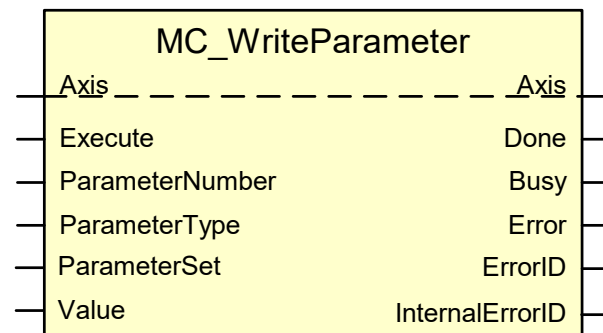 MC_WriteParameter
Axis Axis
Execute Done
ParameterNumber Busy
ParameterType Error
ParameterSet ErrorID
Value InternalErrorID